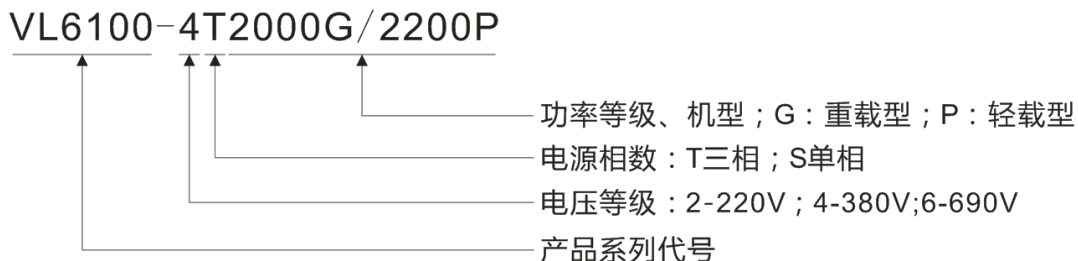 VL6100-4T2000G/2200P
功率等级、机型；G：重载型；P：轻载型
电源相数：T三相；S单相
电压等级：2-220V；4-380V;6-690V
产品系列代号